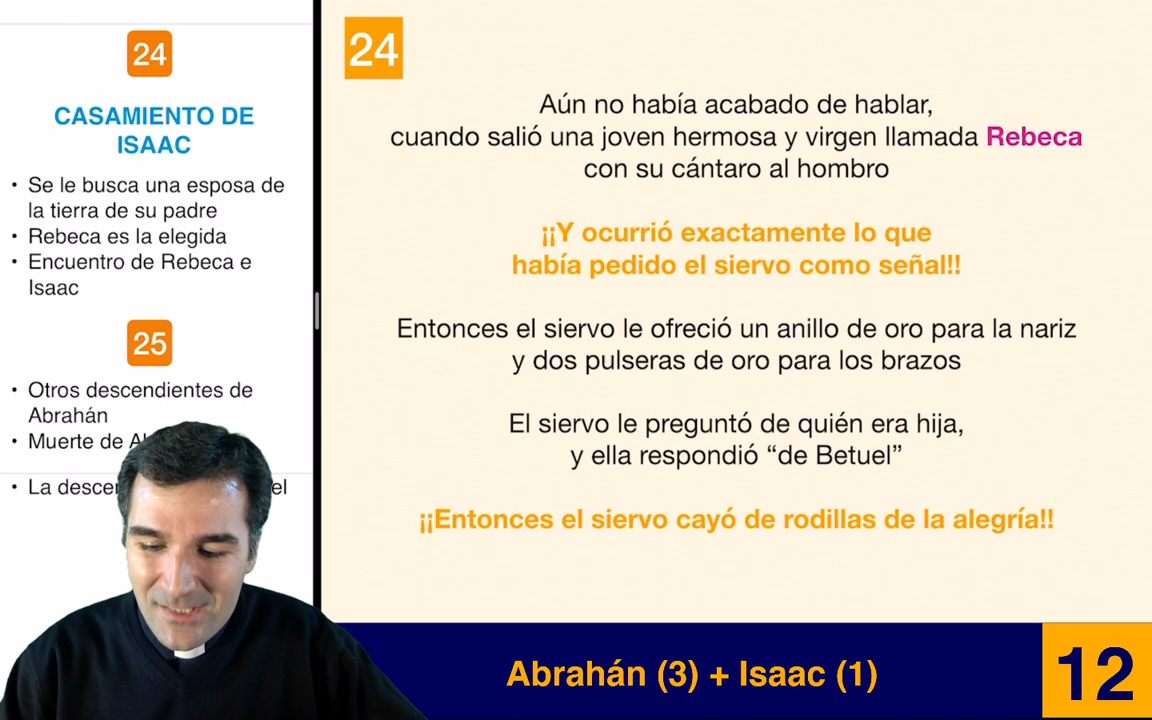 24
CASAMIENTO DE
ISAAC
• Se le busca una esposa de
la tierra de su padre
• Rebeca es la elegida
• Encuentro de Rebeca e
Isaac
25
• Otros descendientes de
Abrahán
• Muerte de
• La el
24
Aún no había acabado de hablar,
cuando salió una joven hermosa y virgen llamada Rebeca
con su cántaro al hombro
¡¡Y ocurrió exactamente lo que
había pedido el siervo como señal!!
Entonces el siervo le ofreció un anillo de oro para la nariz
y dos pulseras de oro para los brazos
El siervo le preguntó de quién era hija,
y ella respondió “de Betuel”
¡¡Entonces el siervo cayó de rodillas de la alegría!!
Abrahán (3) + Isaac (1)
12